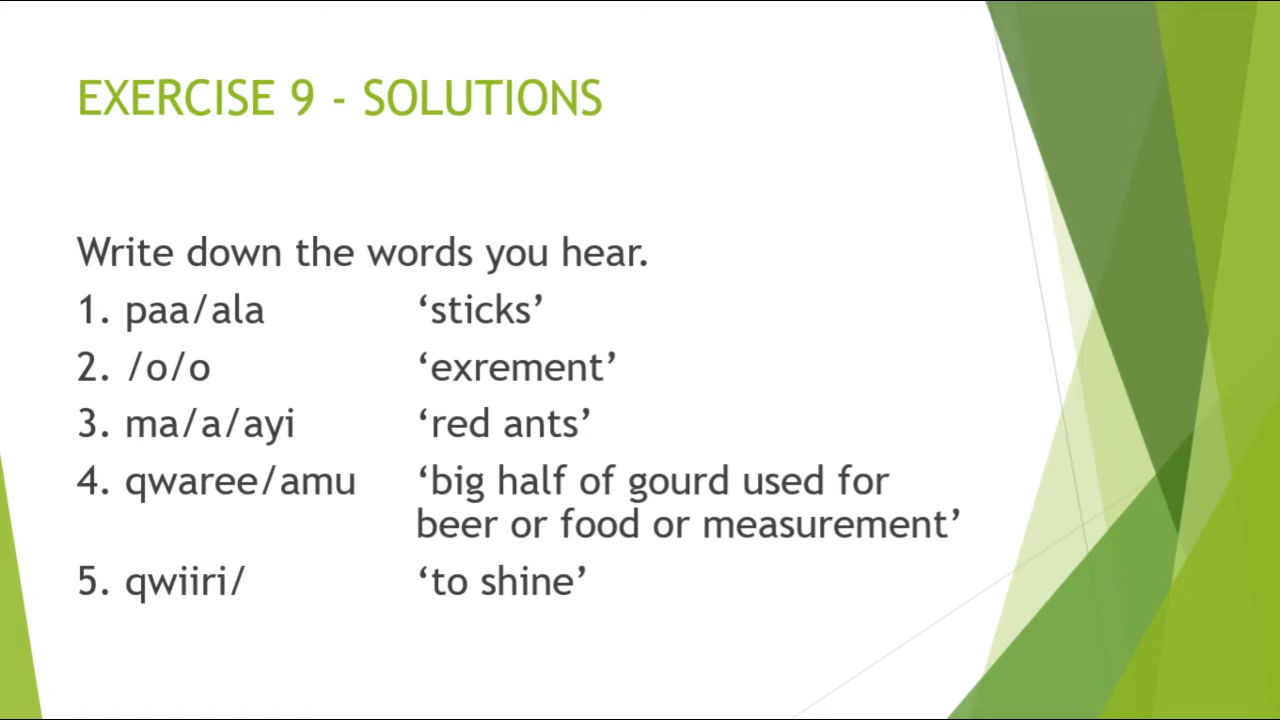 EXERCISE 9 - SOLUTIONS
Write down the words you hear.
1. paa/ala ‘sticks’
2. /o/o ‘exrement’
3. ma/a/ayi ‘red ants’
4. qwaree/amu ‘big half of gourd used for
beer or food or measurement’
5. qwiiri/ ‘to shine’